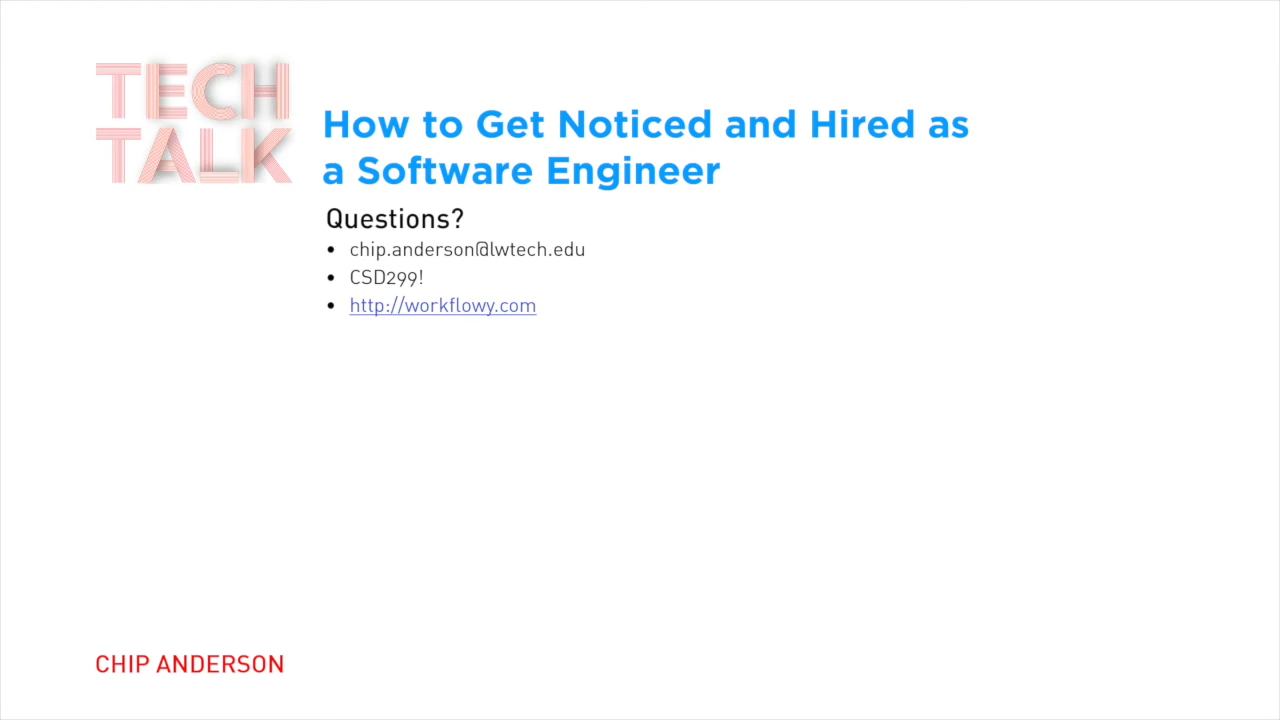 TECH
TALK
How to Get Noticed and Hired as
a Software Engineer
Questions?
• chip.anderson@lwtech.edu
• CSD299!
• http://workflowy.com
CHIP ANDERSON